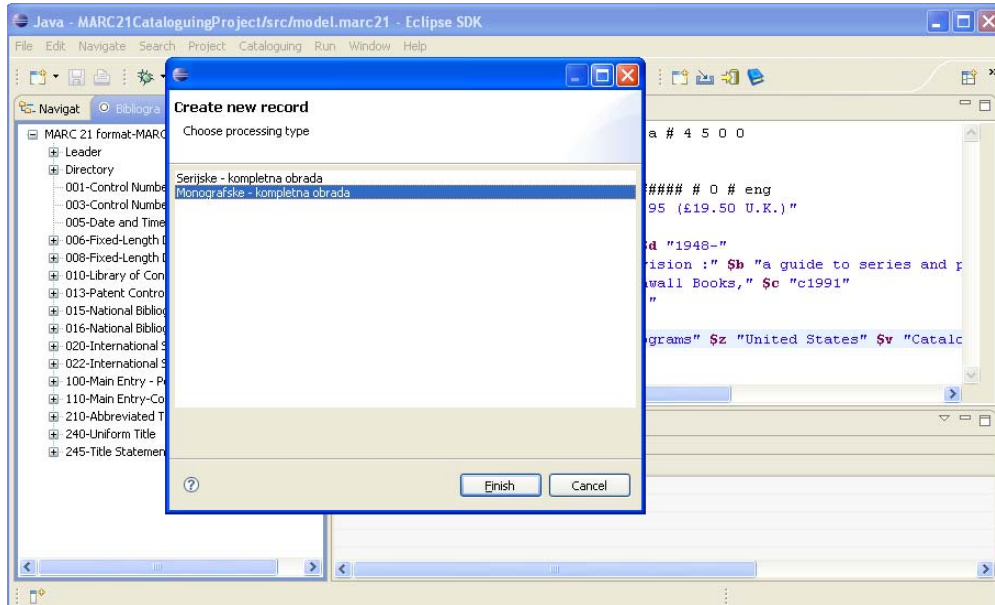 Java - MARC21CataloguingProject/src/model.marc21 - Eclipse SDK
File Edit Navigate Search Project Cataloguing Run Window Help
Navigat
Bibliogra
Create new record
Choose processing type
Serijske - kompletna obrada
Monografske - kompletna obrada
MARC 21 format-MARC
Leader
Directory
001-Control Numbe
003-Control Numbe
005-Date and Time
006-Fixed-Length D
008-Fixed-Length D
010-Library of Con
013-Patent Contro
015-National Bibliog
016-National Bibliog
020-International S
022-International S
100-Main Entry - Pe
110-Main Entry-Co
210-Abbreviated T
240-Uniform Title
245-Title Statemen
a # 4 5 0 0
##### # 0 # eng
95 (£19.50 U.K.)"
$d "1948-"
ision :" $b "a guide to series and p
wall Books," $c "c1991"
"
ograms" $z "United States" $v "Catalo
Finish
Cancel